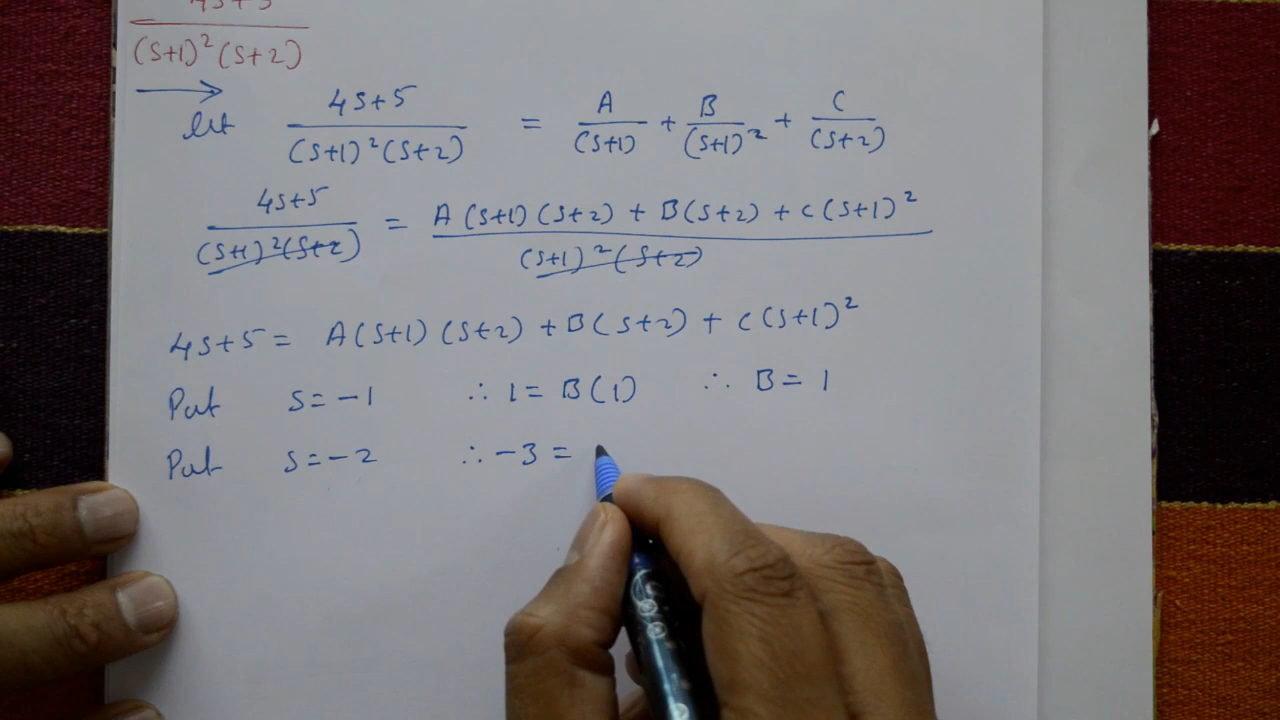 4s+5
(s+1)²(s+2)
let 4s+5/(s+1)²(s+2) = A/(s+1) + B/(s+1)² + C/(s+2)
4s+5/(s+1)²(s+2) = A(s+1)(s+2) + B(s+2) + C(s+1)²/(s+1)²(s+2)
4s+5 = A(s+1)(s+2) + B(s+2) + C(s+1)²
Put s=-1 ∴ 1 = B(1) ∴ B = 1
Put s=-2 ∴ -3 =